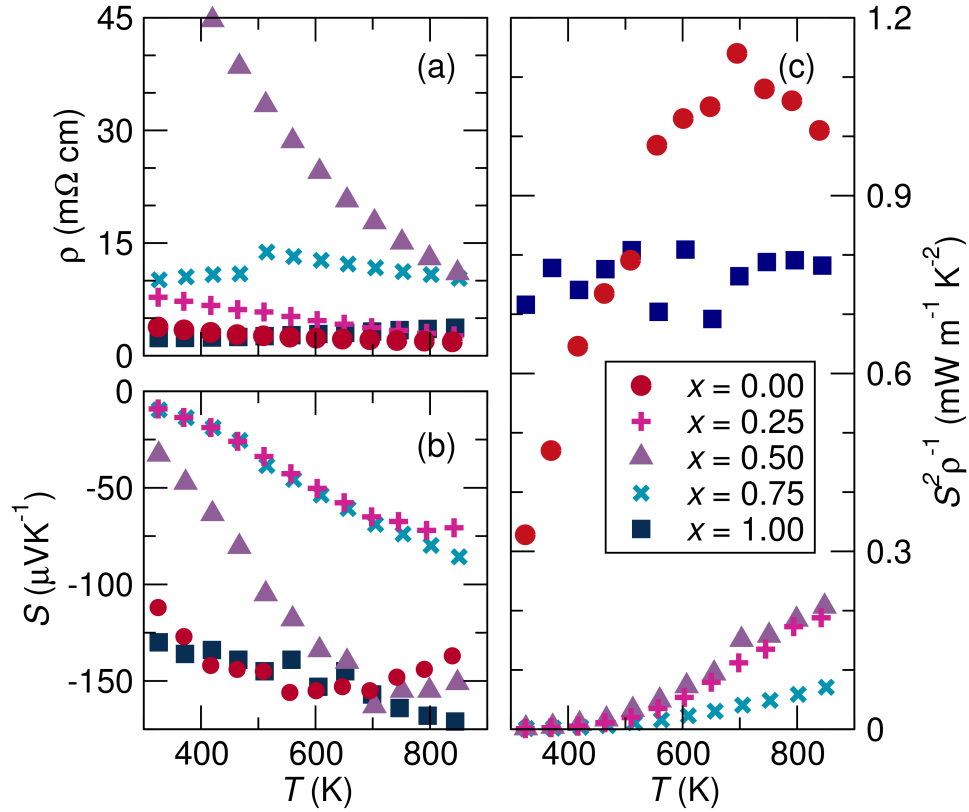 45
30
15
0
ρ (mΩ cm)
(a)
0
-50
-100
-150
S (μVK⁻¹)
(b)
400 600 800
T (K)
(c)
1.2
0.9
0.6
0.3
0
S²ρ⁻¹ (mW m⁻¹ K⁻²)
x = 0.00
x = 0.25
x = 0.50
x = 0.75
x = 1.00
400 600 800
T (K)